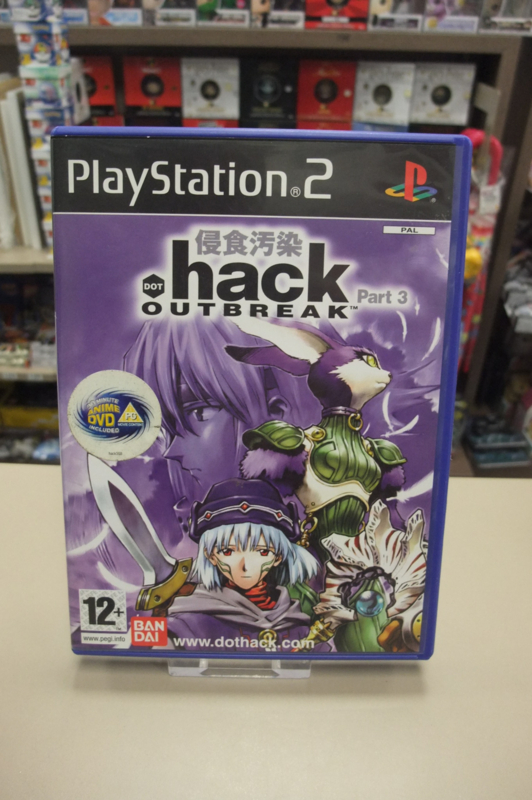 PlayStation®2
PAL
侵食汚染
DOT
.hack
Part 3
OUTBREAK™
ANIME
DVD
INCLUDED
PG
12+
www.pegi.info
BAN
DAI
www.dothack.com